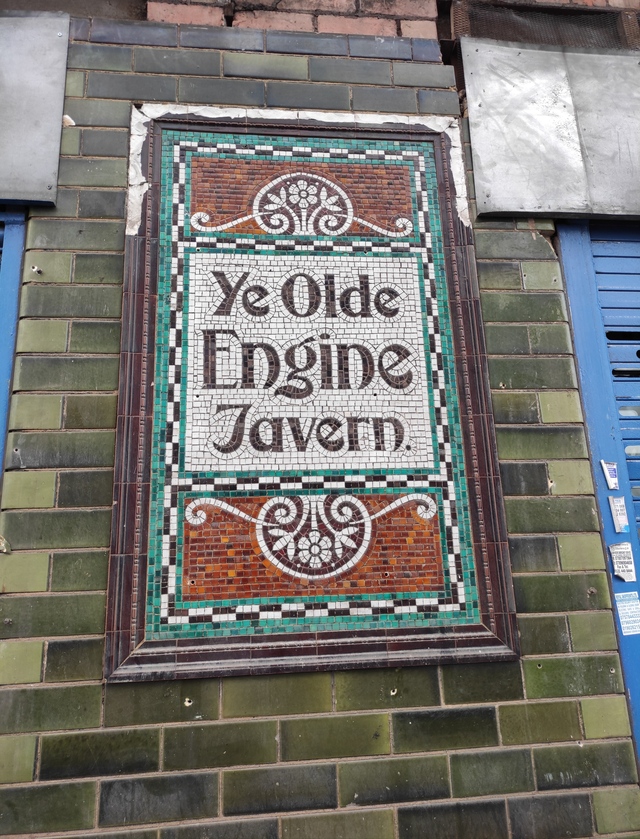 Ye Olde
Engine
Tavern.